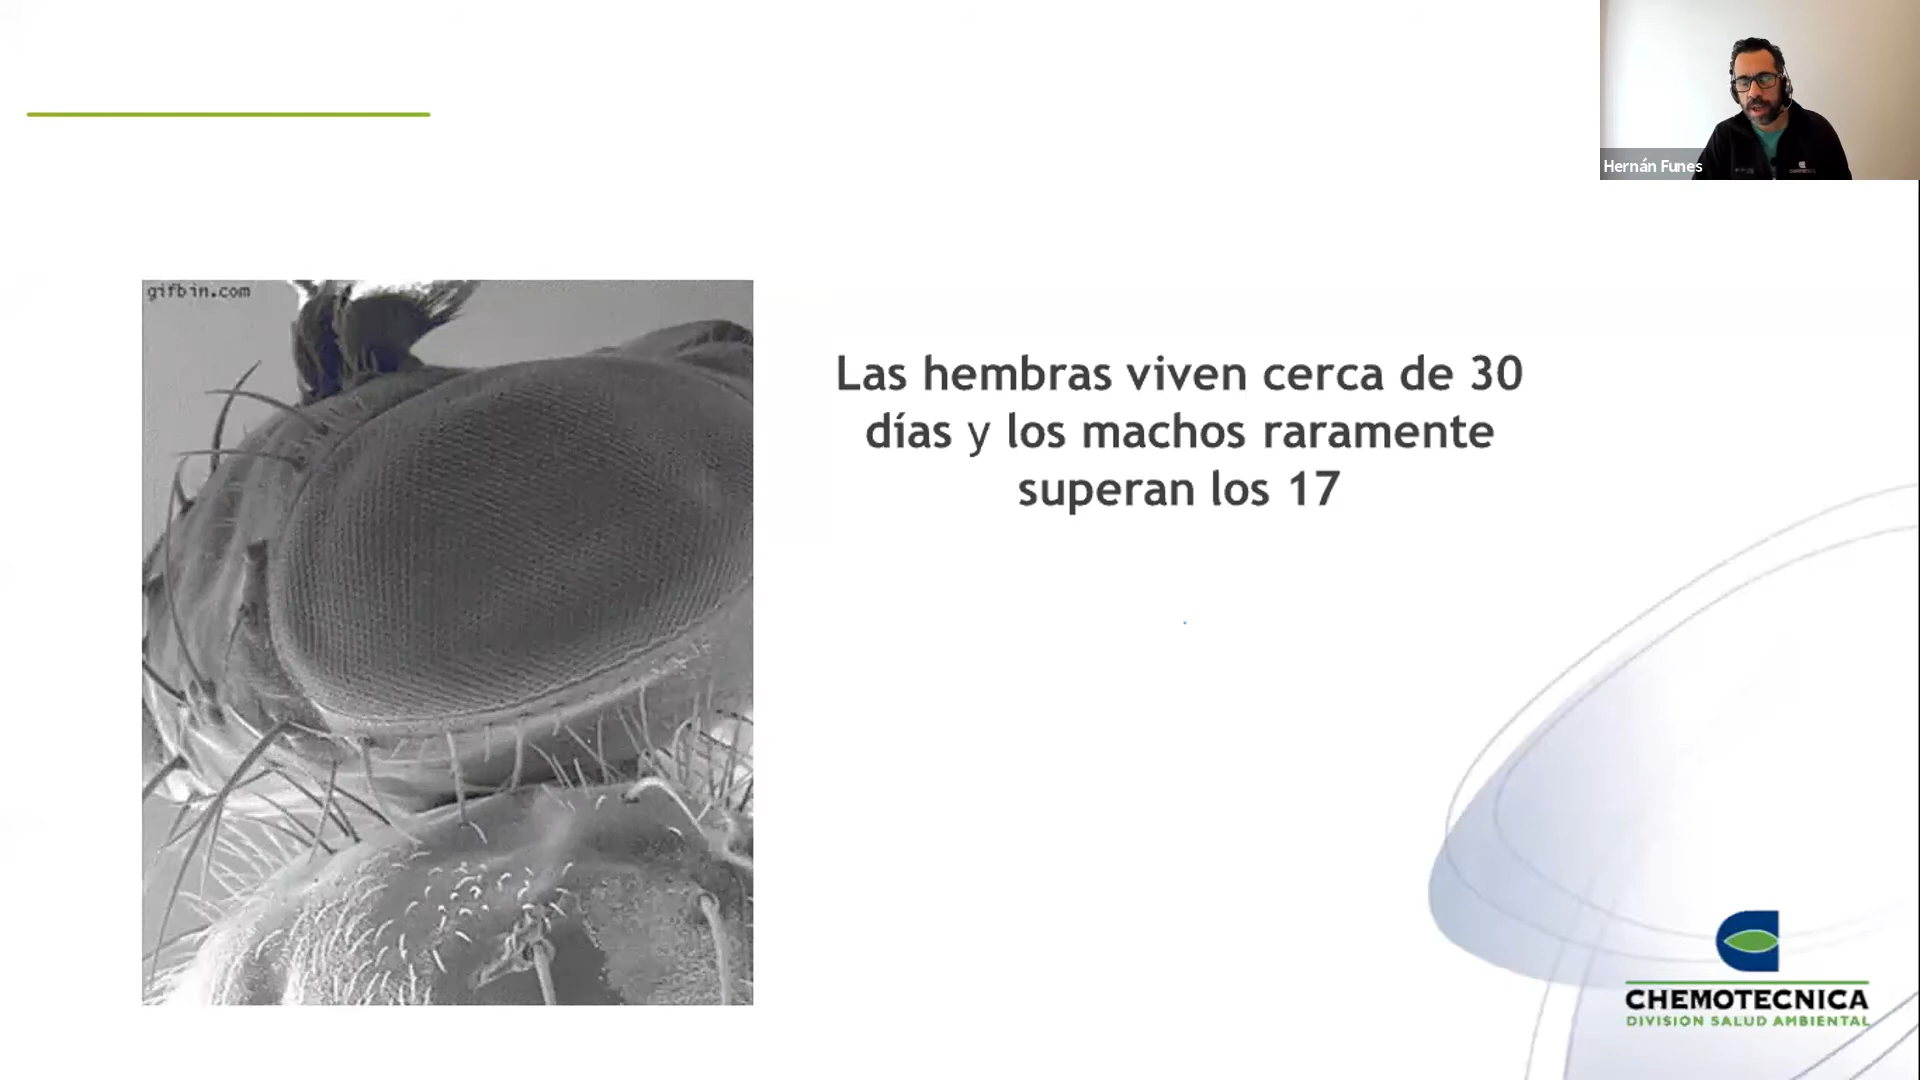 Hernán Funes
gifbin.com
Las hembras viven cerca de 30
días y los machos raramente
superan los 17
CHEMOTECNICA
DIVISION SALUD AMBIENTAL